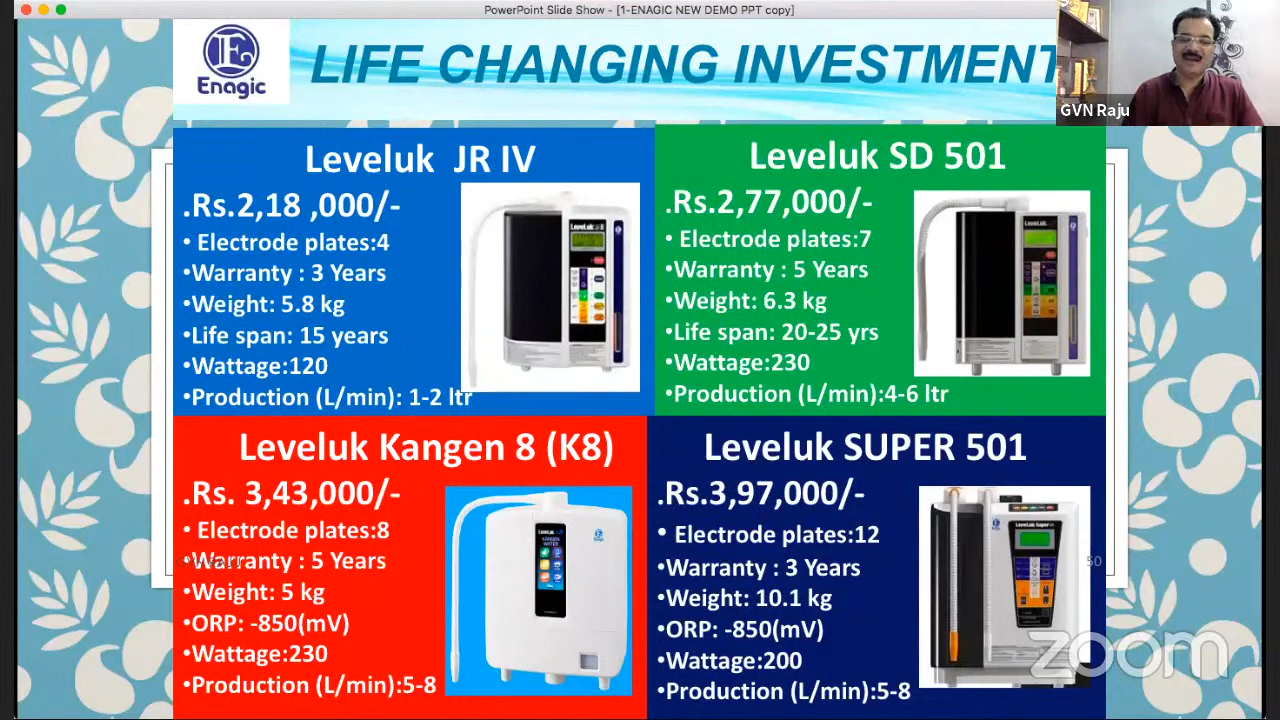 PowerPoint Slide Show - [1-ENAGIC NEW DEMO PPT copy]
Enagic
LIFE CHANGING INVESTMENT
GVN Raju
Leveluk JR IV
.Rs.2,18 ,000/-
• Electrode plates:4
•Warranty : 3 Years
•Weight: 5.8 kg
•Life span: 15 years
•Wattage:120
•Production (L/min): 1-2 ltr
Leveluk SD 501
.Rs.2,77,000/-
• Electrode plates:7
•Warranty : 5 Years
•Weight: 6.3 kg
•Life span: 20-25 yrs
•Wattage:230
•Production (L/min):4-6 ltr
Leveluk Kangen 8 (K8)
.Rs. 3,43,000/-
• Electrode plates:8
•Warranty : 5 Years
•Weight: 5 kg
•ORP: -850(mV)
•Wattage:230
•Production (L/min):5-8
KANGEN
WATER
Enagic
Leveluk SUPER 501
.Rs.3,97,000/-
• Electrode plates:12
•Warranty : 3 Years
•Weight: 10.1 kg
•ORP: -850(mV)
•Wattage:200
•Production (L/min):5-8
50
zoom